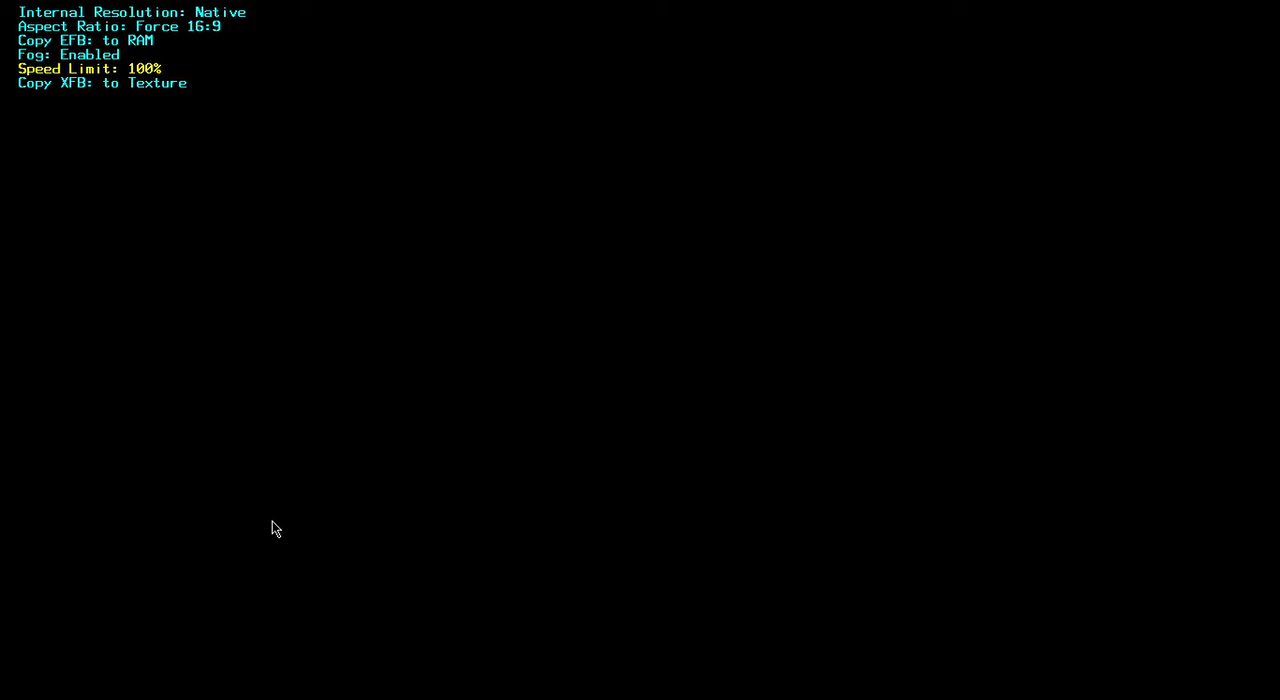 Internal Resolution: Native
Aspect Ratio: Force 16:9
Copy EFB: to RAM
Fog: Enabled
Speed Limit: 100%
Copy XFB: to Texture